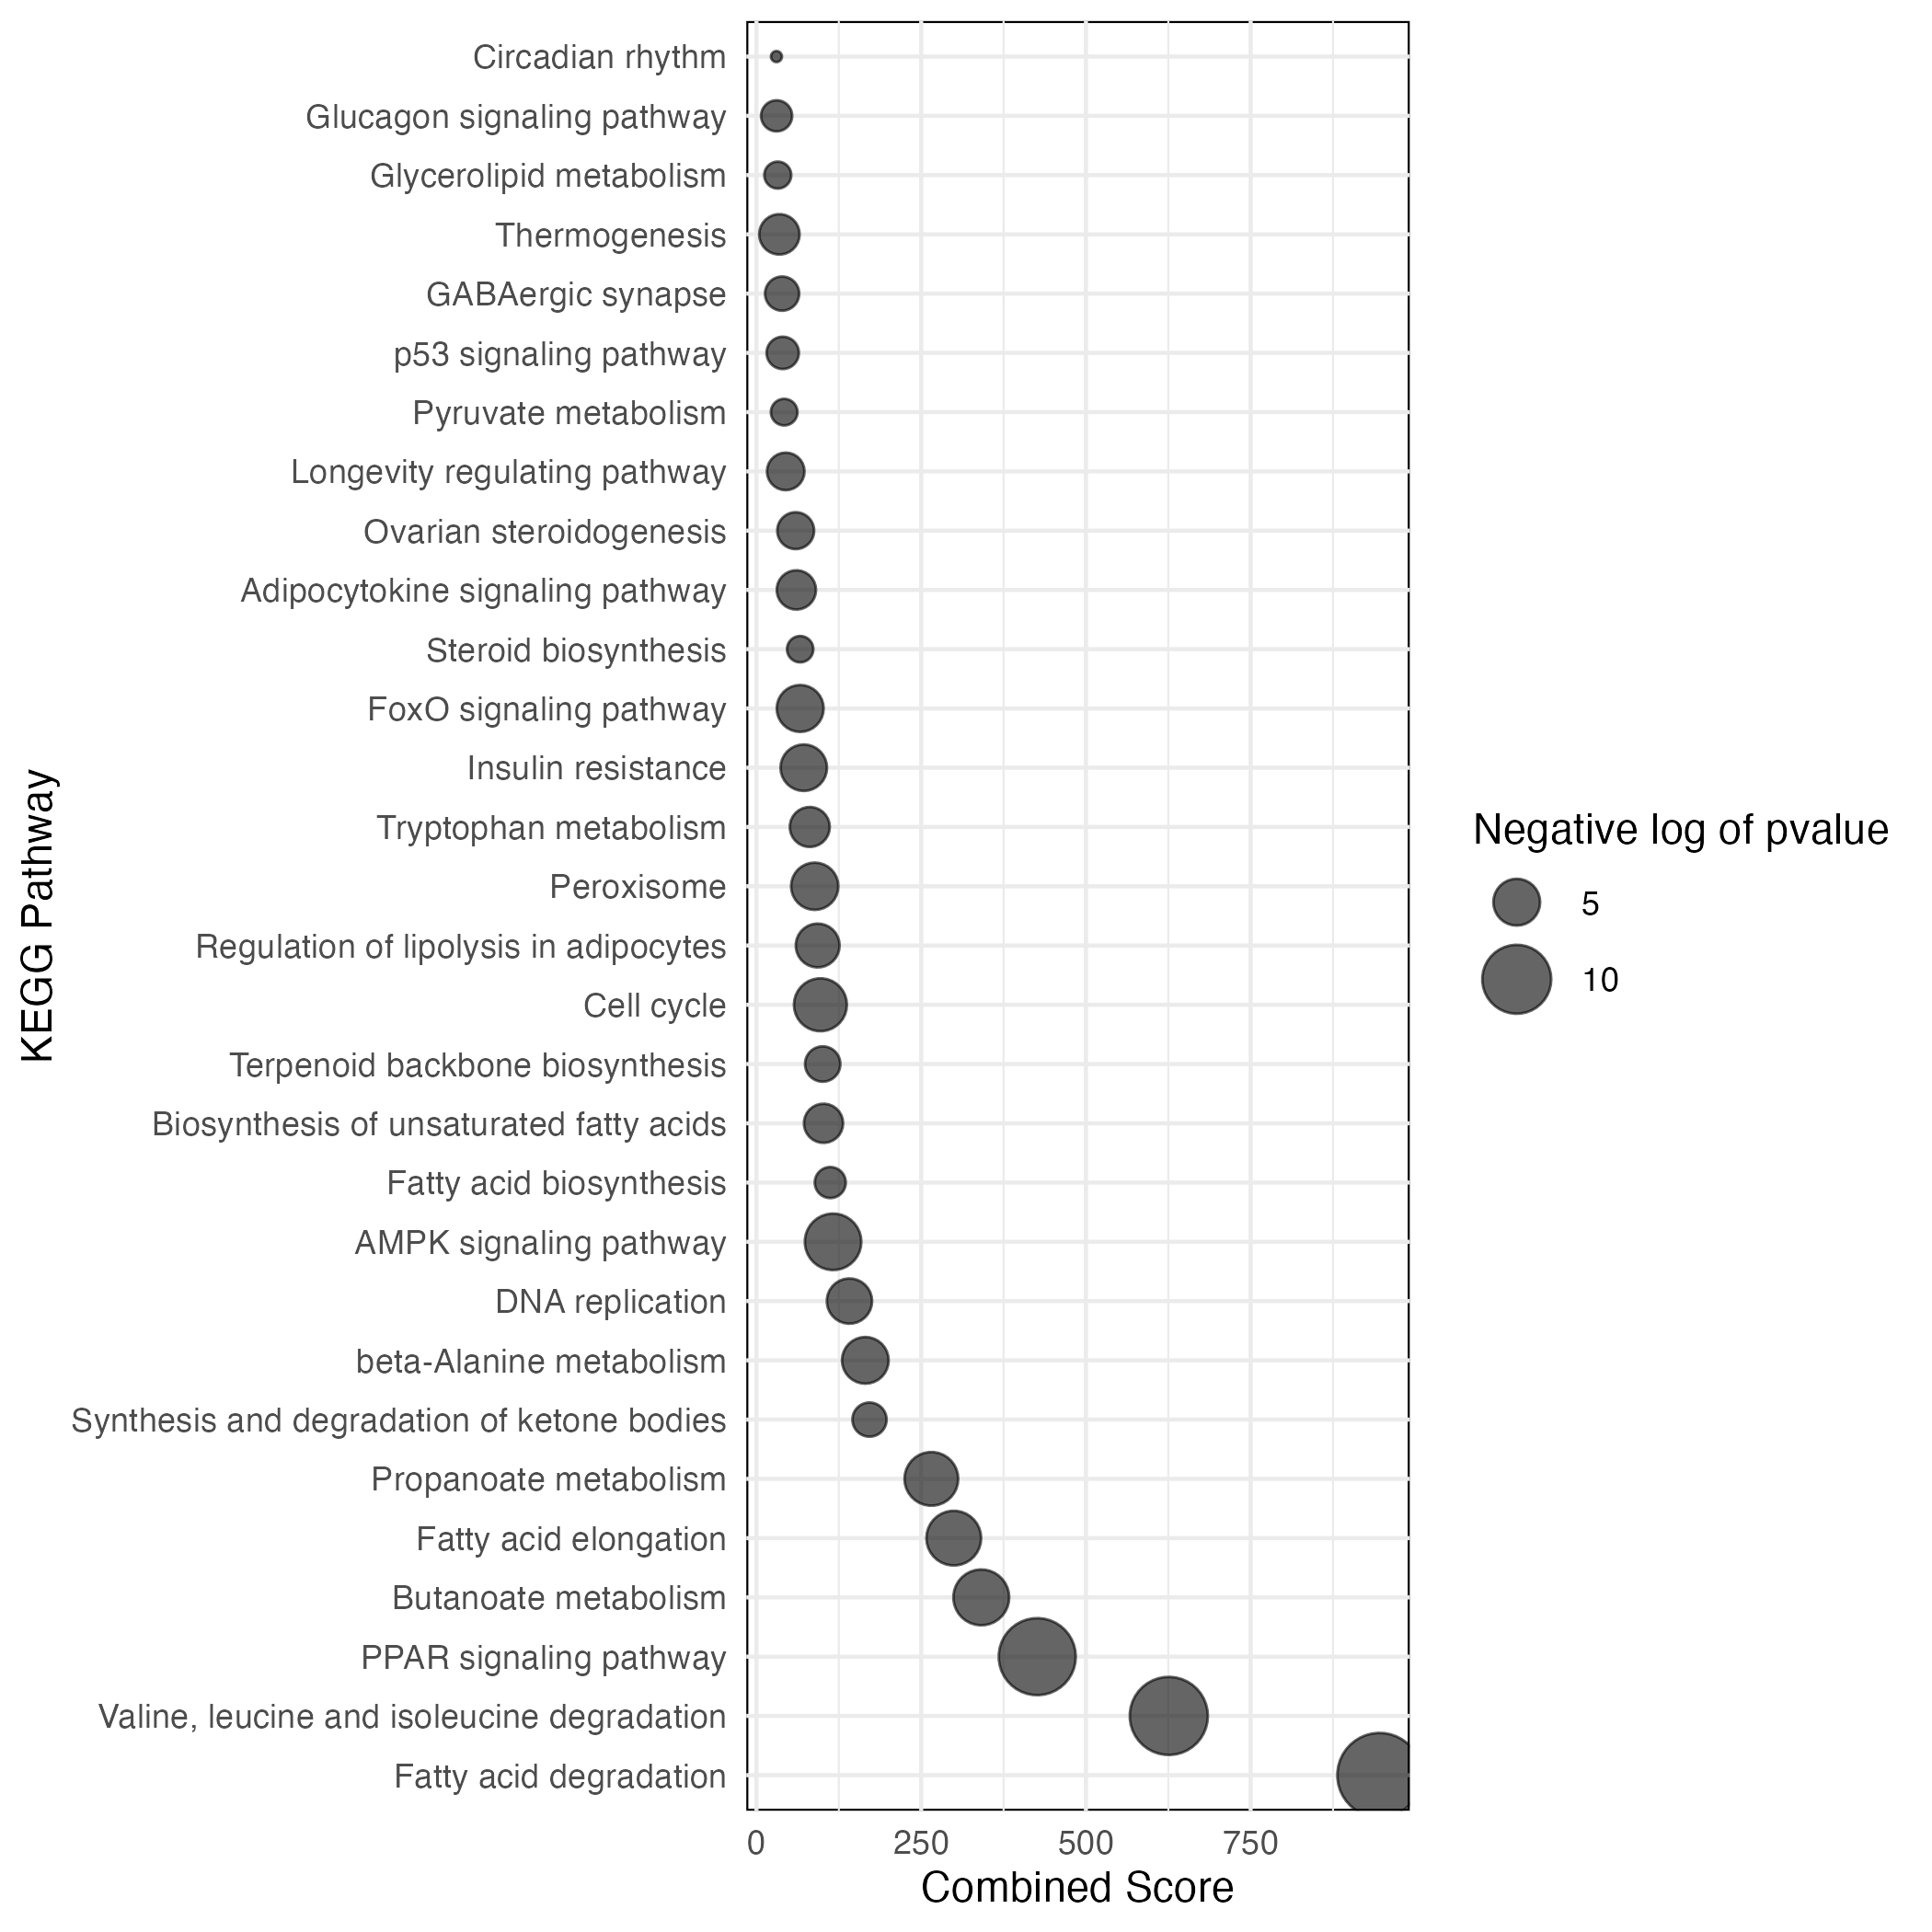 Circadian rhythm
Glucagon signaling pathway
Glycerolipid metabolism
Thermogenesis
GABAergic synapse
p53 signaling pathway
Pyruvate metabolism
Longevity regulating pathway
Ovarian steroidogenesis
Adipocytokine signaling pathway
Steroid biosynthesis
FoxO signaling pathway
Insulin resistance
Tryptophan metabolism
Peroxisome
Regulation of lipolysis in adipocytes
Cell cycle
Terpenoid backbone biosynthesis
Biosynthesis of unsaturated fatty acids
Fatty acid biosynthesis
AMPK signaling pathway
DNA replication
beta-Alanine metabolism
Synthesis and degradation of ketone bodies
Propanoate metabolism
Fatty acid elongation
Butanoate metabolism
PPAR signaling pathway
Valine, leucine and isoleucine degradation
Fatty acid degradation
KEGG Pathway
0 250 500 750
Combined Score
Negative log of pvalue
5
10